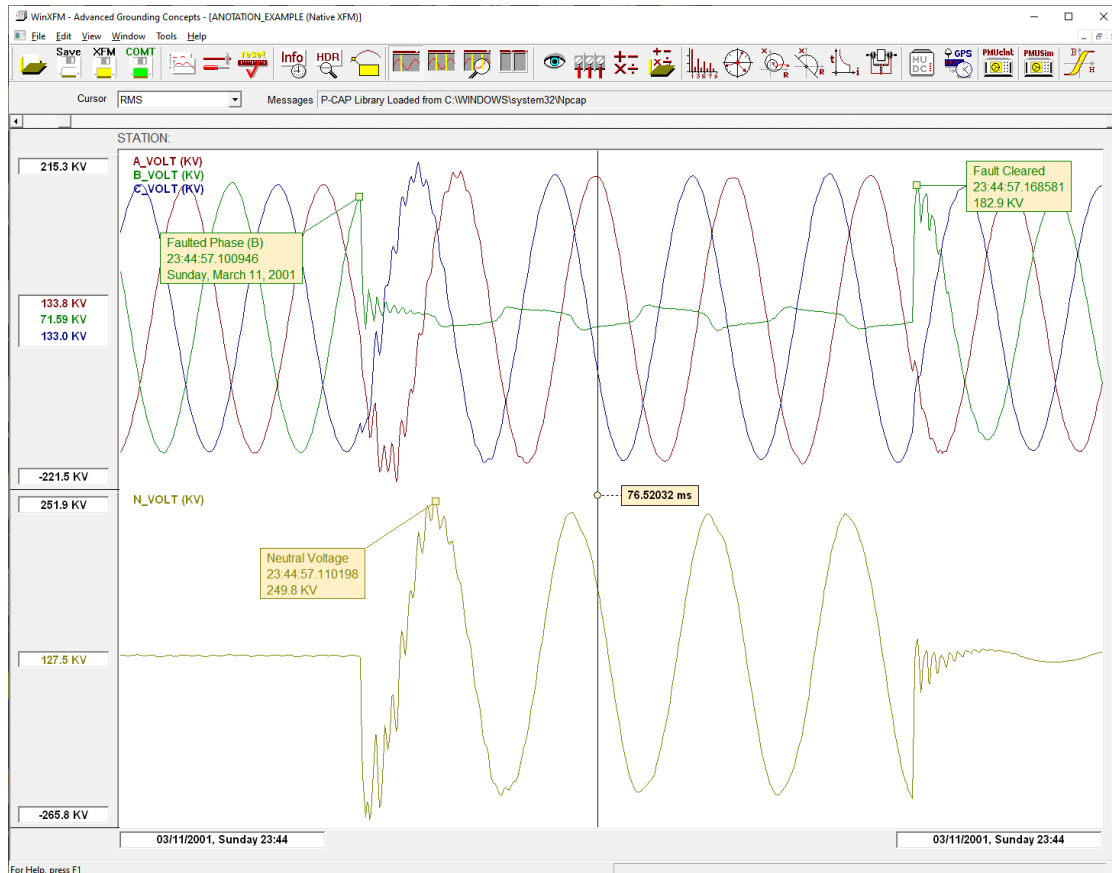 WinXFM - Advanced Grounding Concepts - [ANOTATION_EXAMPLE (Native XFM)]
File Edit View Window Tools Help
Save XFM COMT reset Info HDR GPS PMUclnt PMUSim
Cursor RMS Messages P-CAP Library Loaded from C:\WINDOWS\system32\Npcap
STATION:
215.3 KV
A_VOLT (KV)
B_VOLT (KV)
C_VOLT (KV)
Fault Cleared
23:44:57.168581
182.9 KV
Faulted Phase (B)
23:44:57.100946
Sunday, March 11, 2001
133.8 KV
71.59 KV
133.0 KV
-221.5 KV
251.9 KV
N_VOLT (KV)
76.52032 ms
Neutral Voltage
23:44:57.110198
249.8 KV
127.5 KV
-265.8 KV
03/11/2001, Sunday 23:44
03/11/2001, Sunday 23:44
For Help, press F1